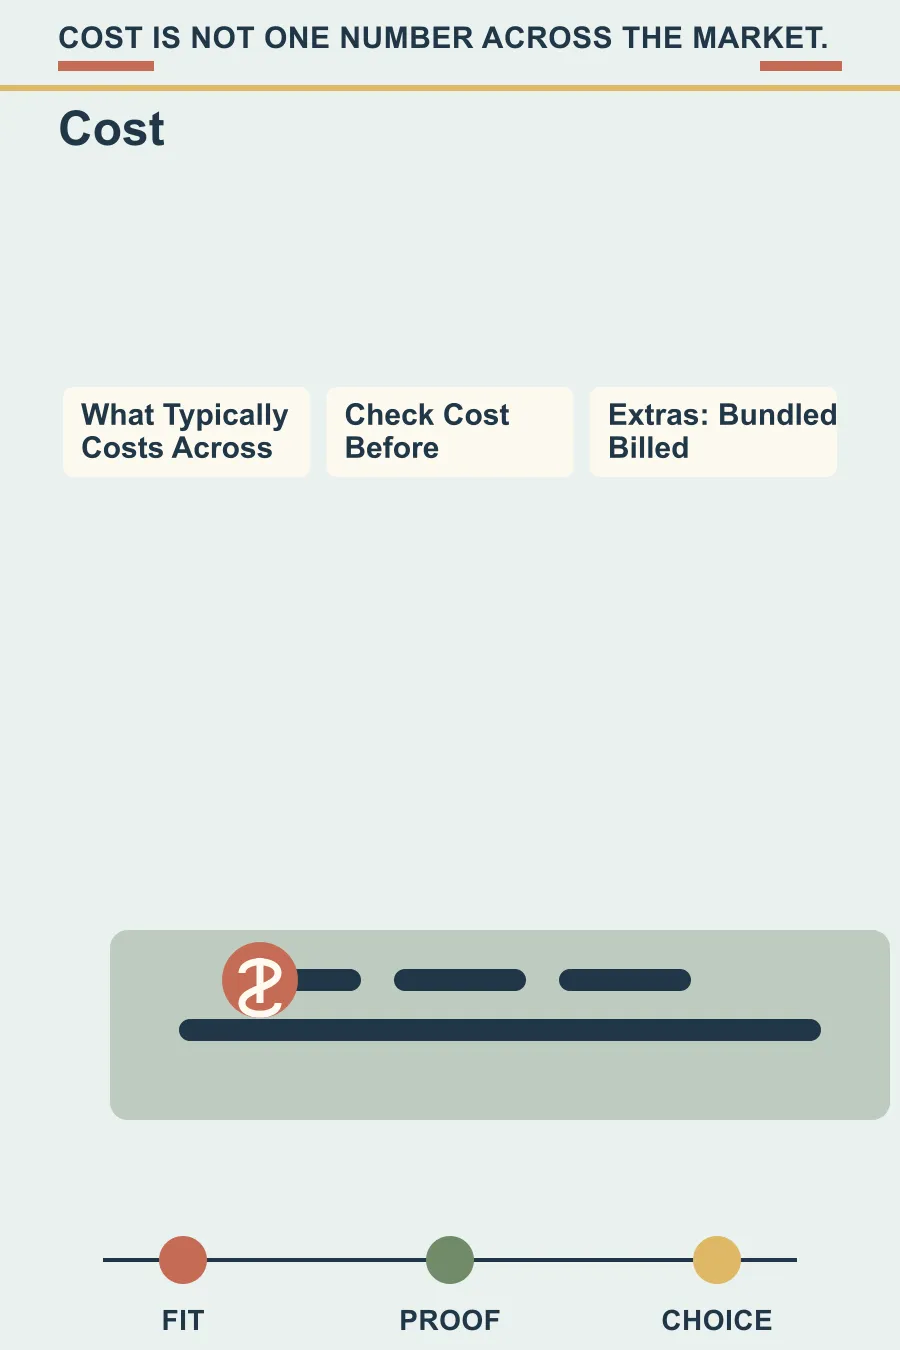 COST IS NOT ONE NUMBER ACROSS THE MARKET.
Cost
What Typically
Costs Across
Check Cost
Before
Extras: Bundled
Billed
FIT
PROOF
CHOICE